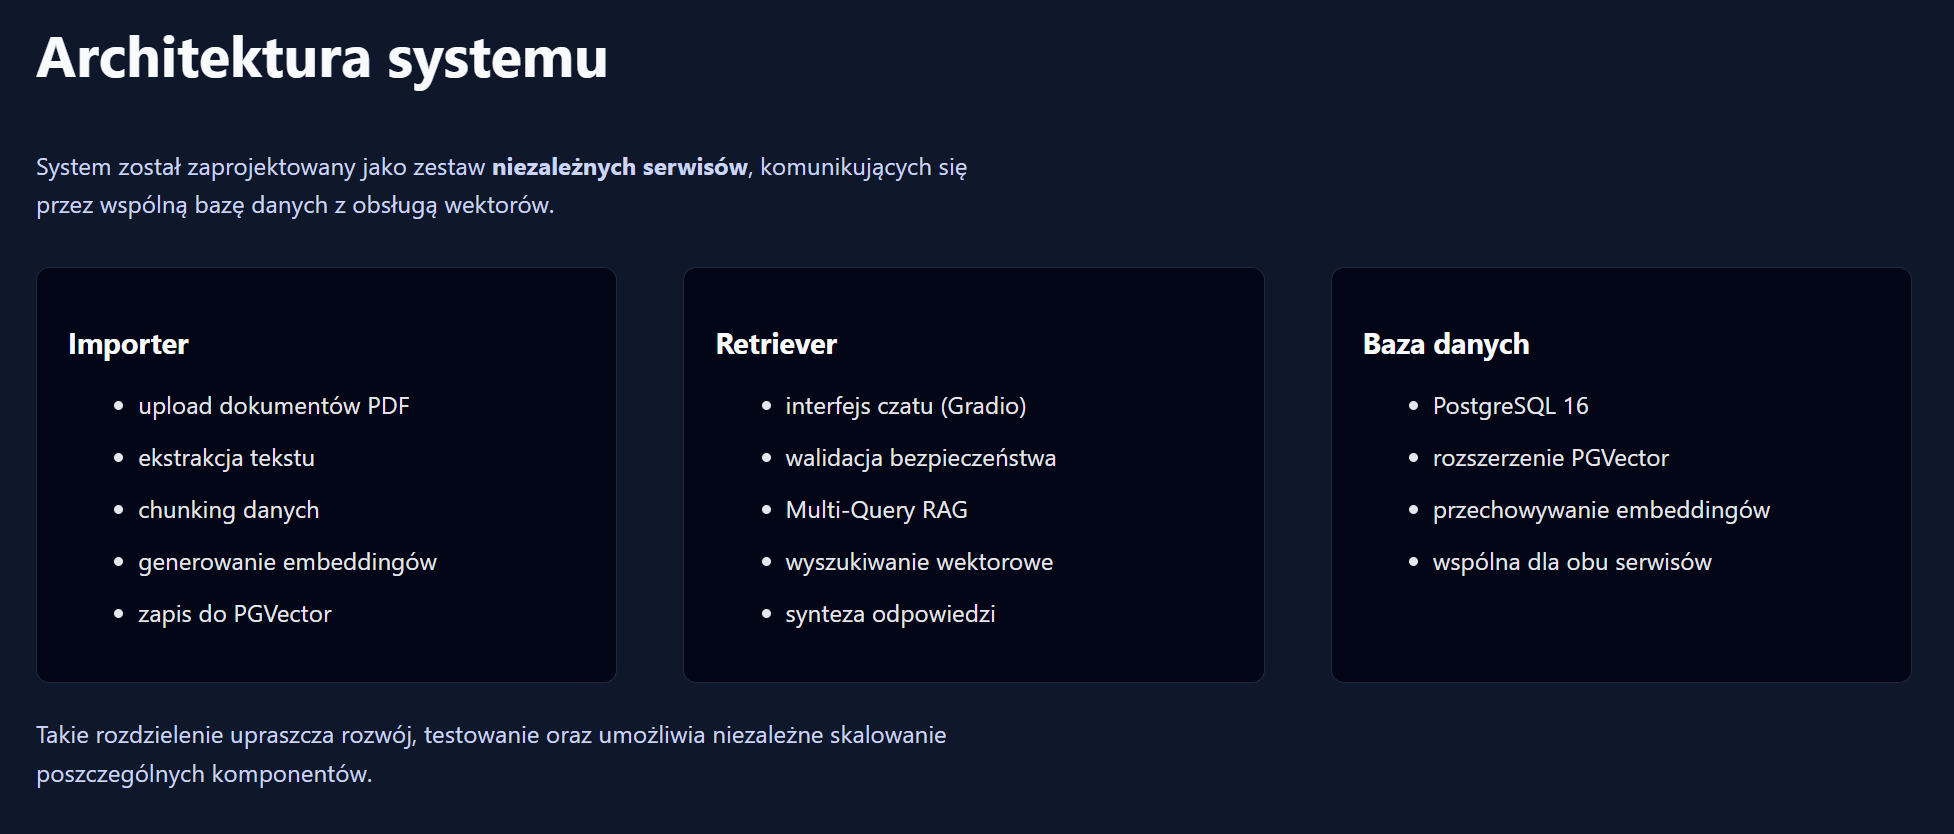 Architektura systemu
System został zaprojektowany jako zestaw niezależnych serwisów, komunikujących się
przez wspólną bazę danych z obsługą wektorów.
Importer
• upload dokumentów PDF
• ekstrakcja tekstu
• chunking danych
• generowanie embeddingów
• zapis do PGVector
Retriever
• interfejs czatu (Gradio)
• walidacja bezpieczeństwa
• Multi-Query RAG
• wyszukiwanie wektorowe
• synteza odpowiedzi
Baza danych
• PostgreSQL 16
• rozszerzenie PGVector
• przechowywanie embeddingów
• wspólna dla obu serwisów
Takie rozdzielenie upraszcza rozwój, testowanie oraz umożliwia niezależne skalowanie
poszczególnych komponentów.